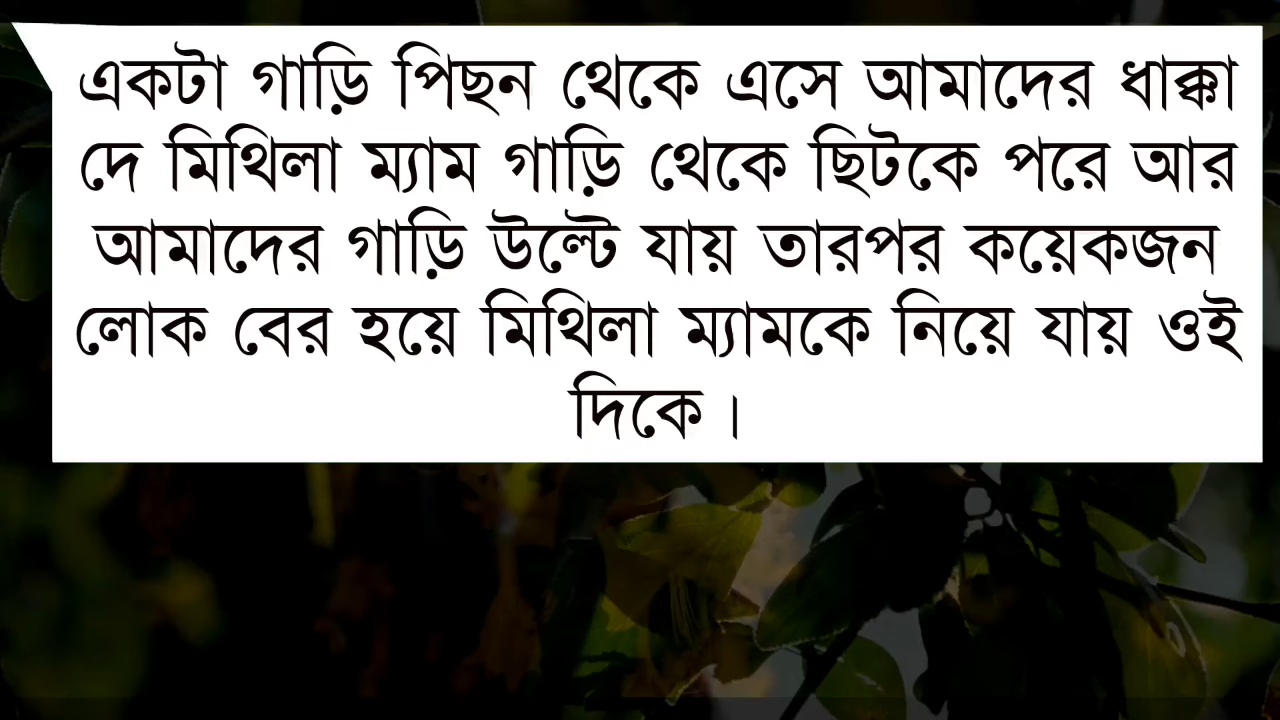 একটা গাড়ি পিছন থেকে এসে আমাদের ধাক্কা
দে মিথিলা ম্যাম গাড়ি থেকে ছিটকে পরে আর
আমাদের গাড়ি উল্টে যায় তারপর কয়েকজন
লোক বের হয়ে মিথিলা ম্যামকে নিয়ে যায় ওই
দিকে।